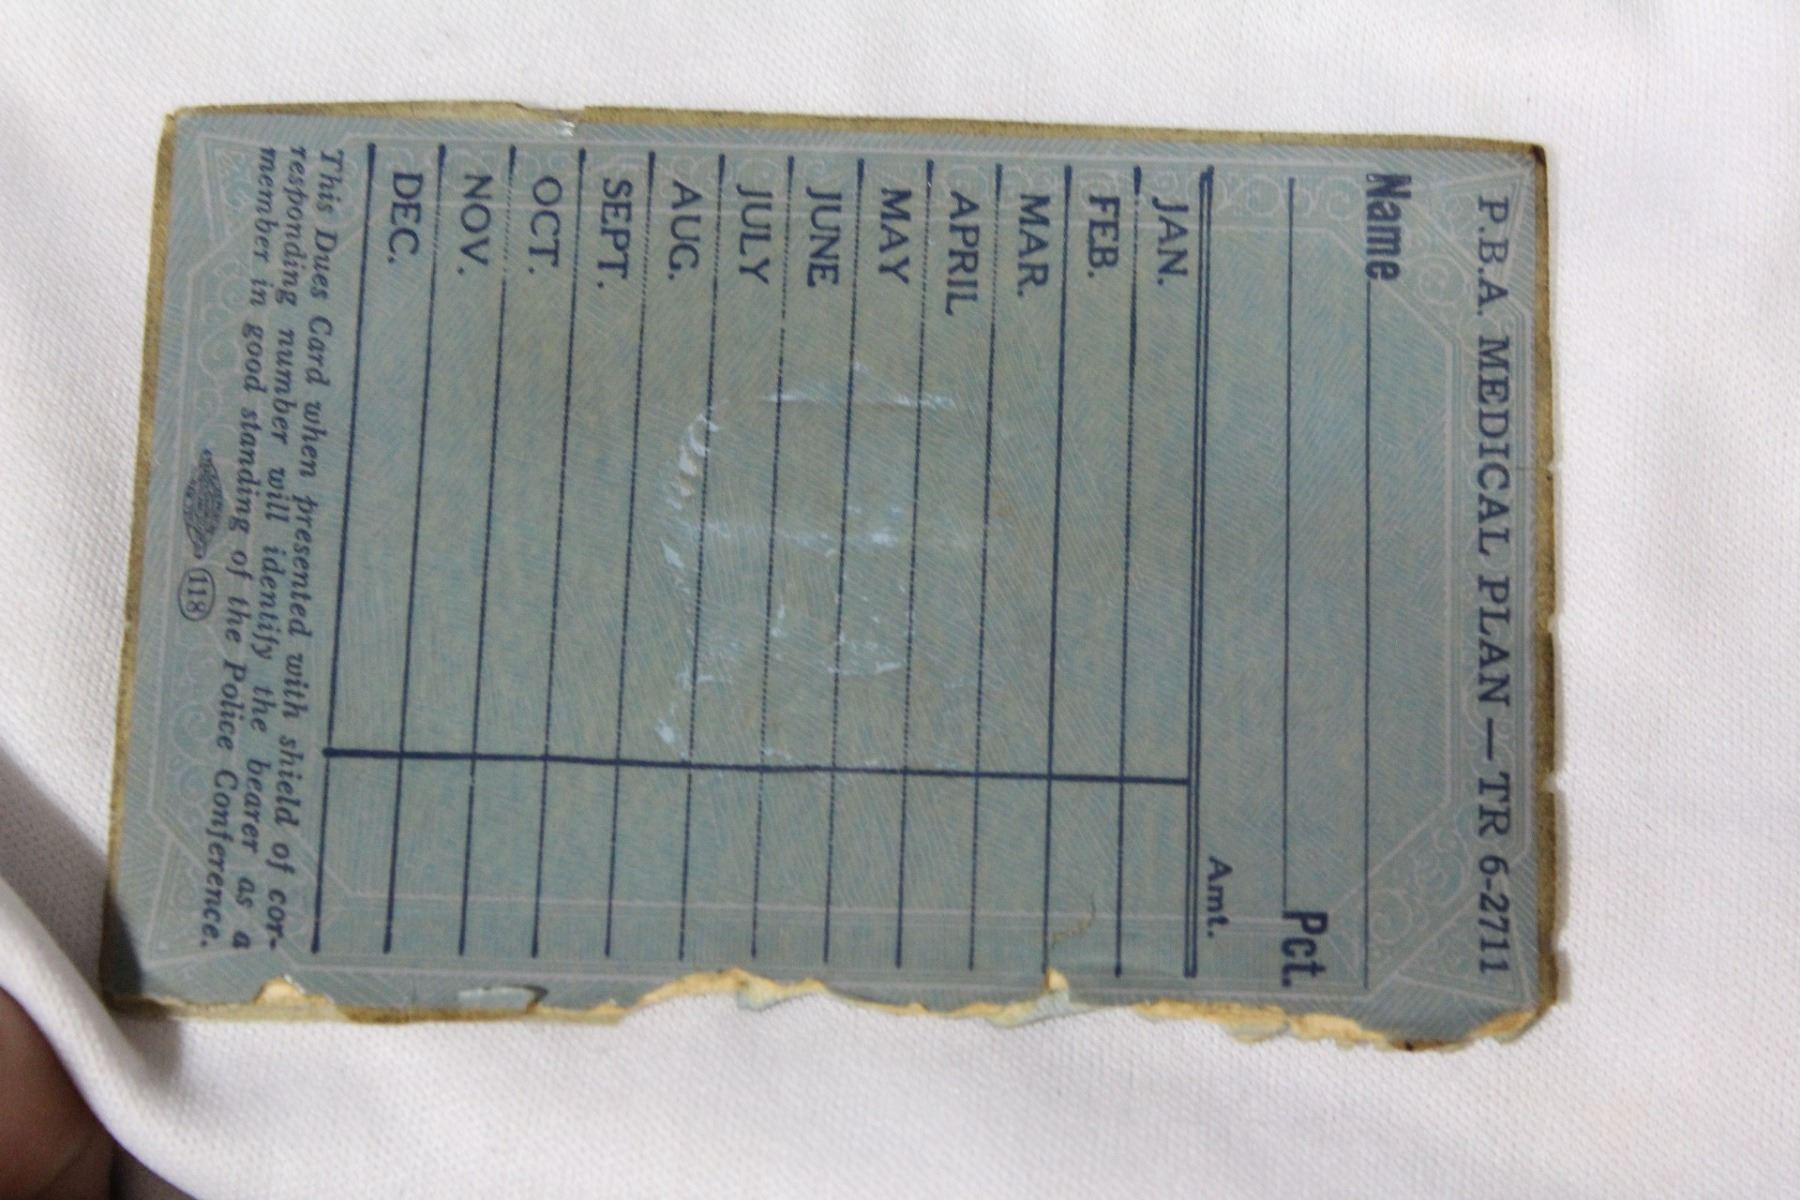 P.B.A. MEDICAL PLAN — TR 6-2711
Name
Pct.
Amt.
JAN.
FEB.
MAR.
APRIL
MAY
JUNE
JULY
AUG.
SEPT.
OCT.
NOV.
DEC.
This Dues Card when presented with shield of cor-
responding number will identify the bearer as a
member in good standing of the Police Conference.
118